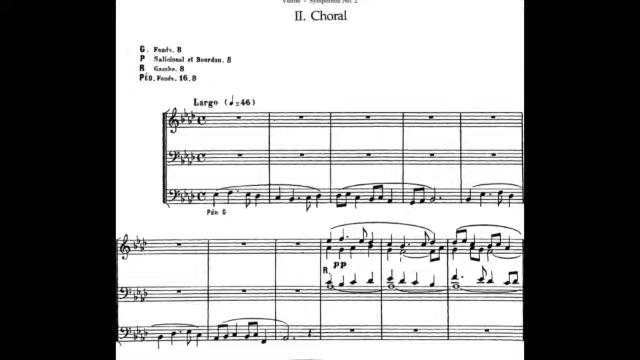 Vierne - Symphonie No. 2
II. Choral
G. Fonds. 8
P Salicional et Bourdon. 8
R Gambe. 8
PÉD. Fonds. 16. 8
Largo (♩=46)
Péd G
R.
pp